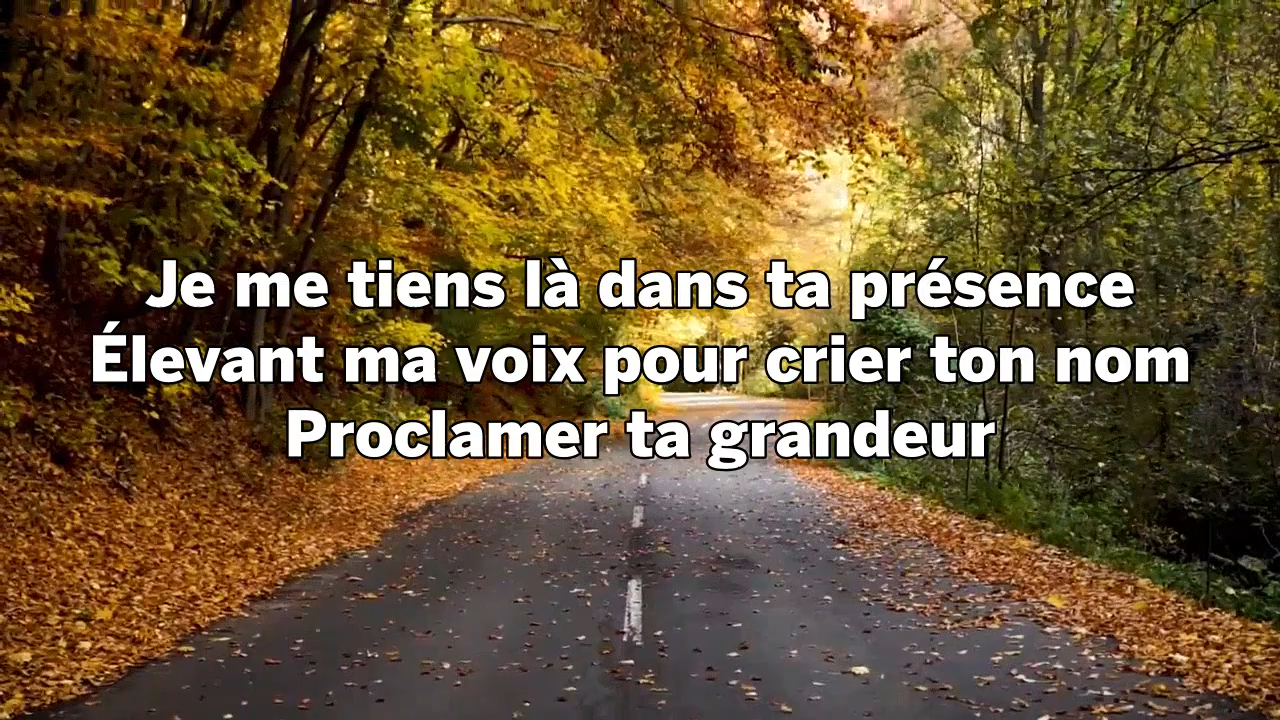 Je me tiens là dans ta présence
Élevant ma voix pour crier ton nom
Proclamer ta grandeur